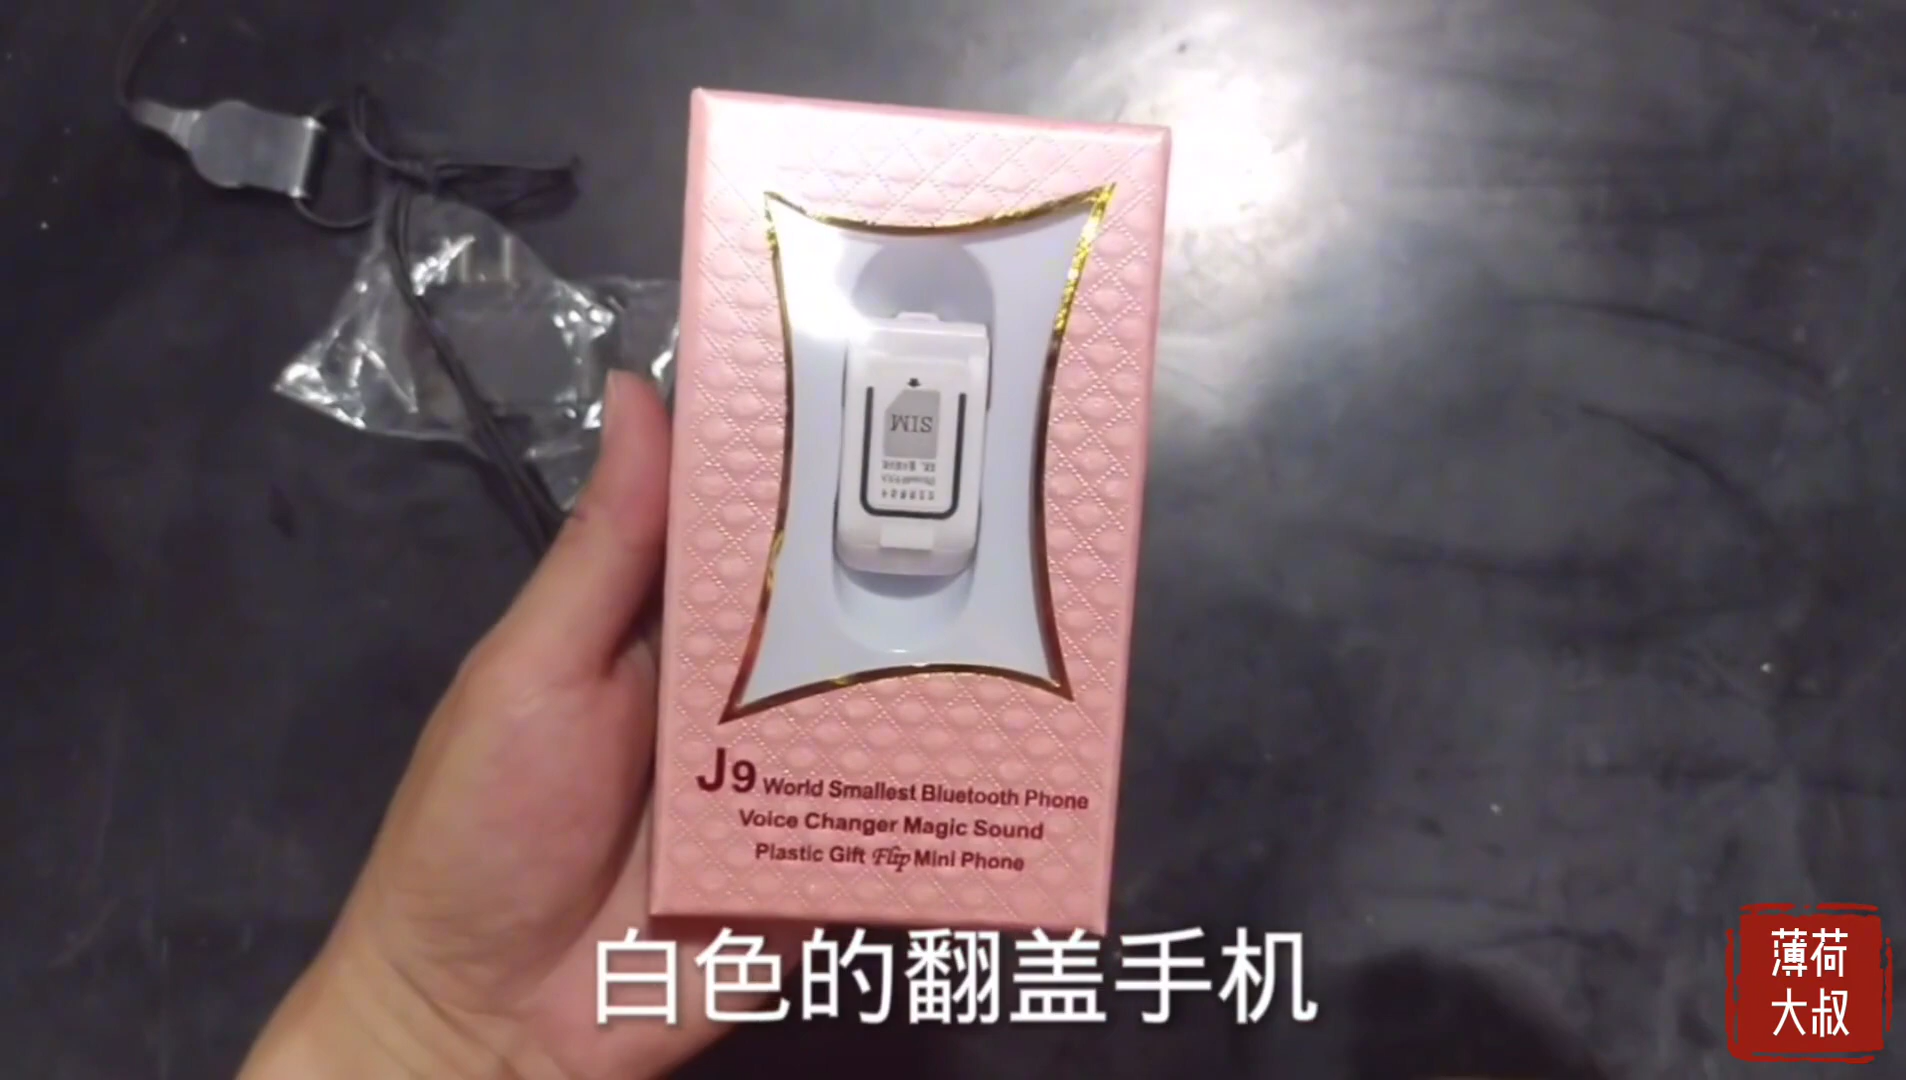 SIM
J9 World Smallest Bluetooth Phone
Voice Changer Magic Sound
Plastic Gift Flip Mini Phone
白色的翻盖手机
薄荷
大叔